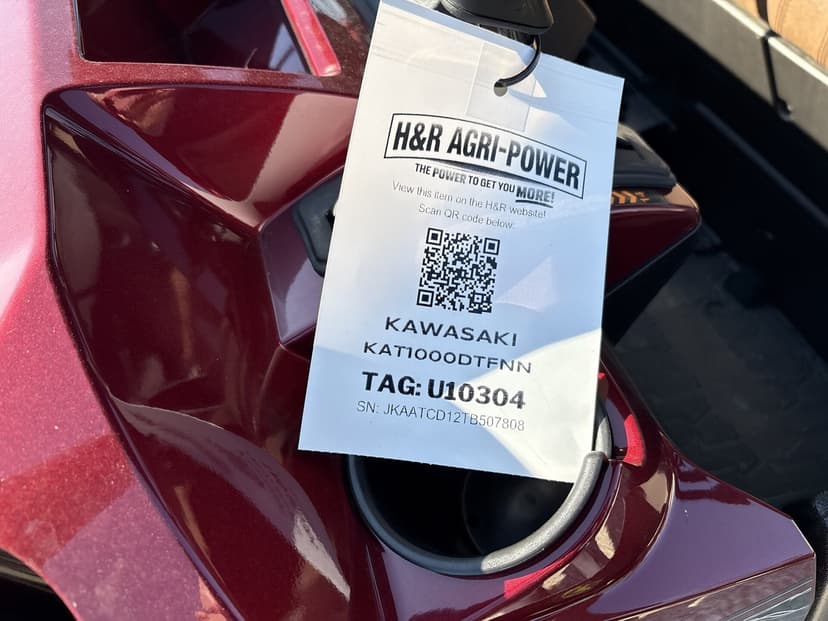 H&R AGRI-POWER
THE POWER TO GET YOU MORE!
View this item on the H&R website!
Scan QR code below:
KAWASAKI
KAT1000DTFNN
TAG: U10304
SN: JKAATCD12TB507808